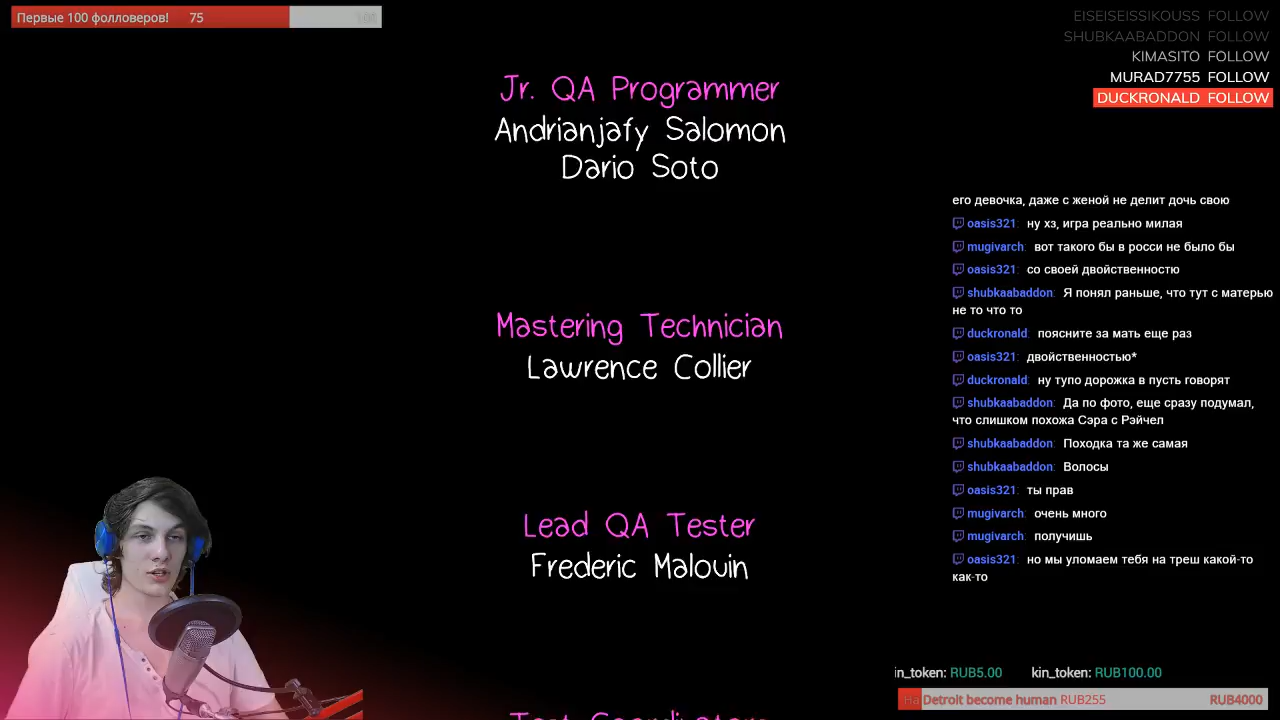 Первые 100 фолловеров! 75 100
EISEISEISSIKOUSS FOLLOW
SHUBKAABADDON FOLLOW
KIMASITO FOLLOW
MURAD7755 FOLLOW
DUCKRONALD FOLLOW
Jr. QA Programmer
Andrianjafy Salomon
Dario Soto
Mastering Technician
Lawrence Collier
Lead QA Tester
Frederic Malouin
Test Coordinators
его девочка, даже с женой не делит дочь свою
oasis321: ну хз, игра реально милая
mugivarch: вот такого бы в росси не было бы
oasis321: со своей двойственностю
shubkaabaddon: Я понял раньше, что тут с матерью
не то что то
duckronald: поясните за мать еще раз
oasis321: двойственностью*
duckronald: ну тупо дорожка в пусть говорят
shubkaabaddon: Да по фото, еще сразу подумал,
что слишком похожа Сэра с Рэйчел
shubkaabaddon: Походка та же самая
shubkaabaddon: Волосы
oasis321: ты прав
mugivarch: очень много
mugivarch: получишь
oasis321: но мы уломаем тебя на треш какой-то
как-то
in_token: RUB5.00 kin_token: RUB100.00
На Detroit become human RUB255 RUB4000